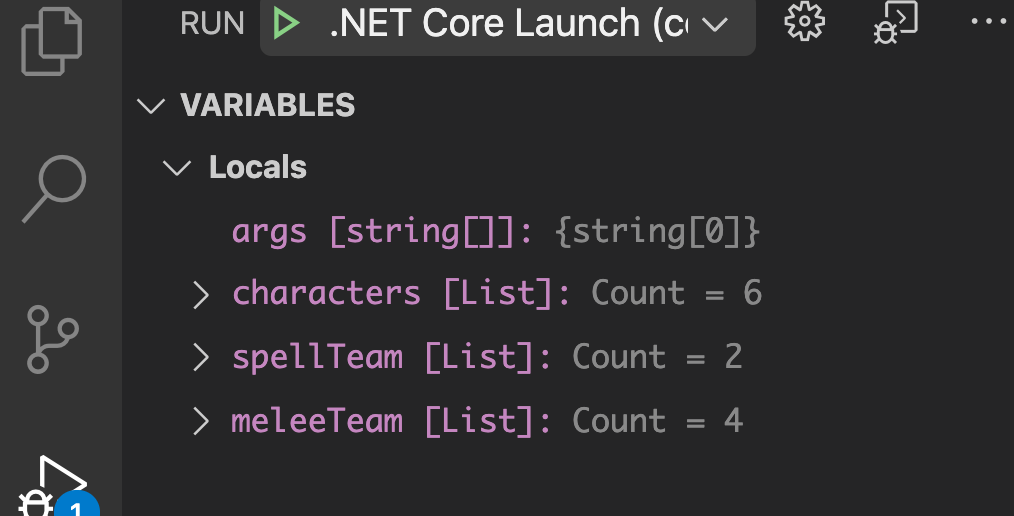 RUN .NET Core Launch (c
VARIABLES
Locals
args [string[]]: {string[0]}
characters [List]: Count = 6
spellTeam [List]: Count = 2
meleeTeam [List]: Count = 4
1